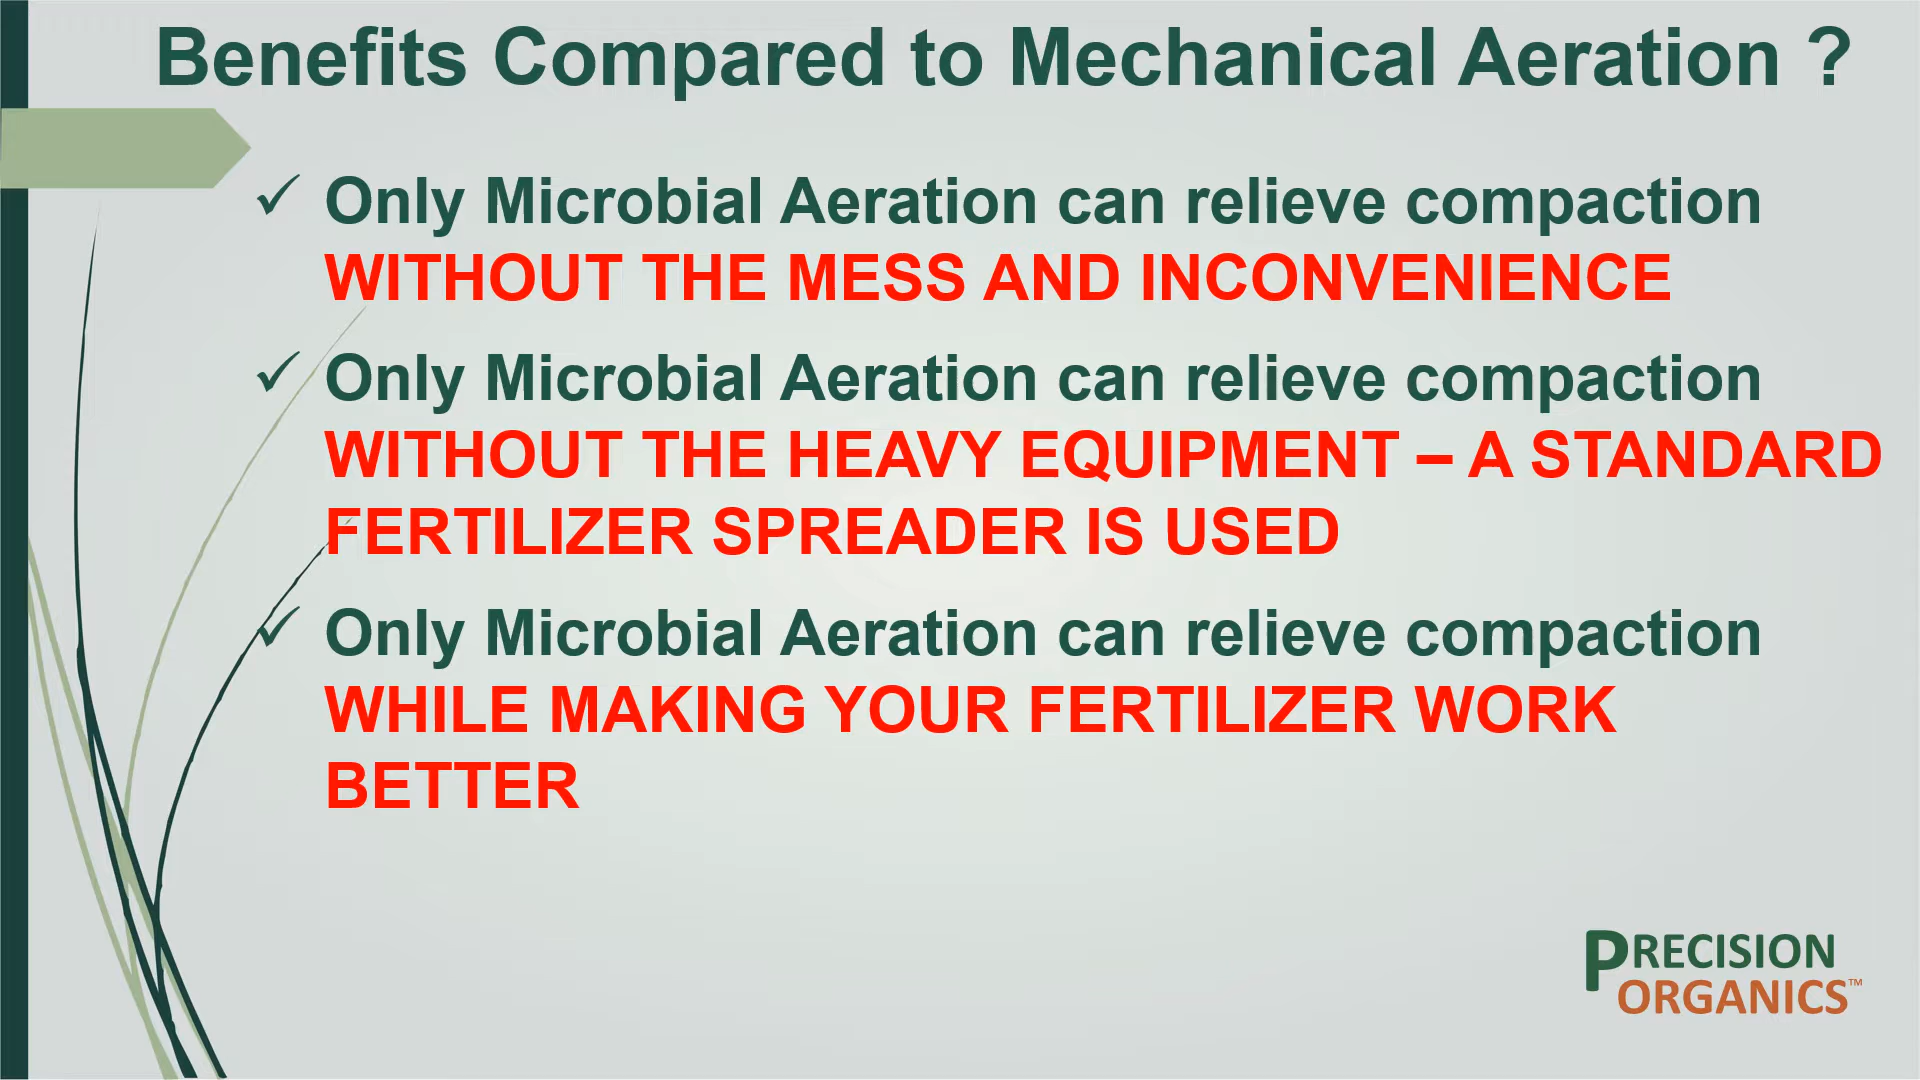 Benefits Compared to Mechanical Aeration ?
✓ Only Microbial Aeration can relieve compaction
WITHOUT THE MESS AND INCONVENIENCE
✓ Only Microbial Aeration can relieve compaction
WITHOUT THE HEAVY EQUIPMENT – A STANDARD
FERTILIZER SPREADER IS USED
✓ Only Microbial Aeration can relieve compaction
WHILE MAKING YOUR FERTILIZER WORK
BETTER
PRECISION
ORGANICS™